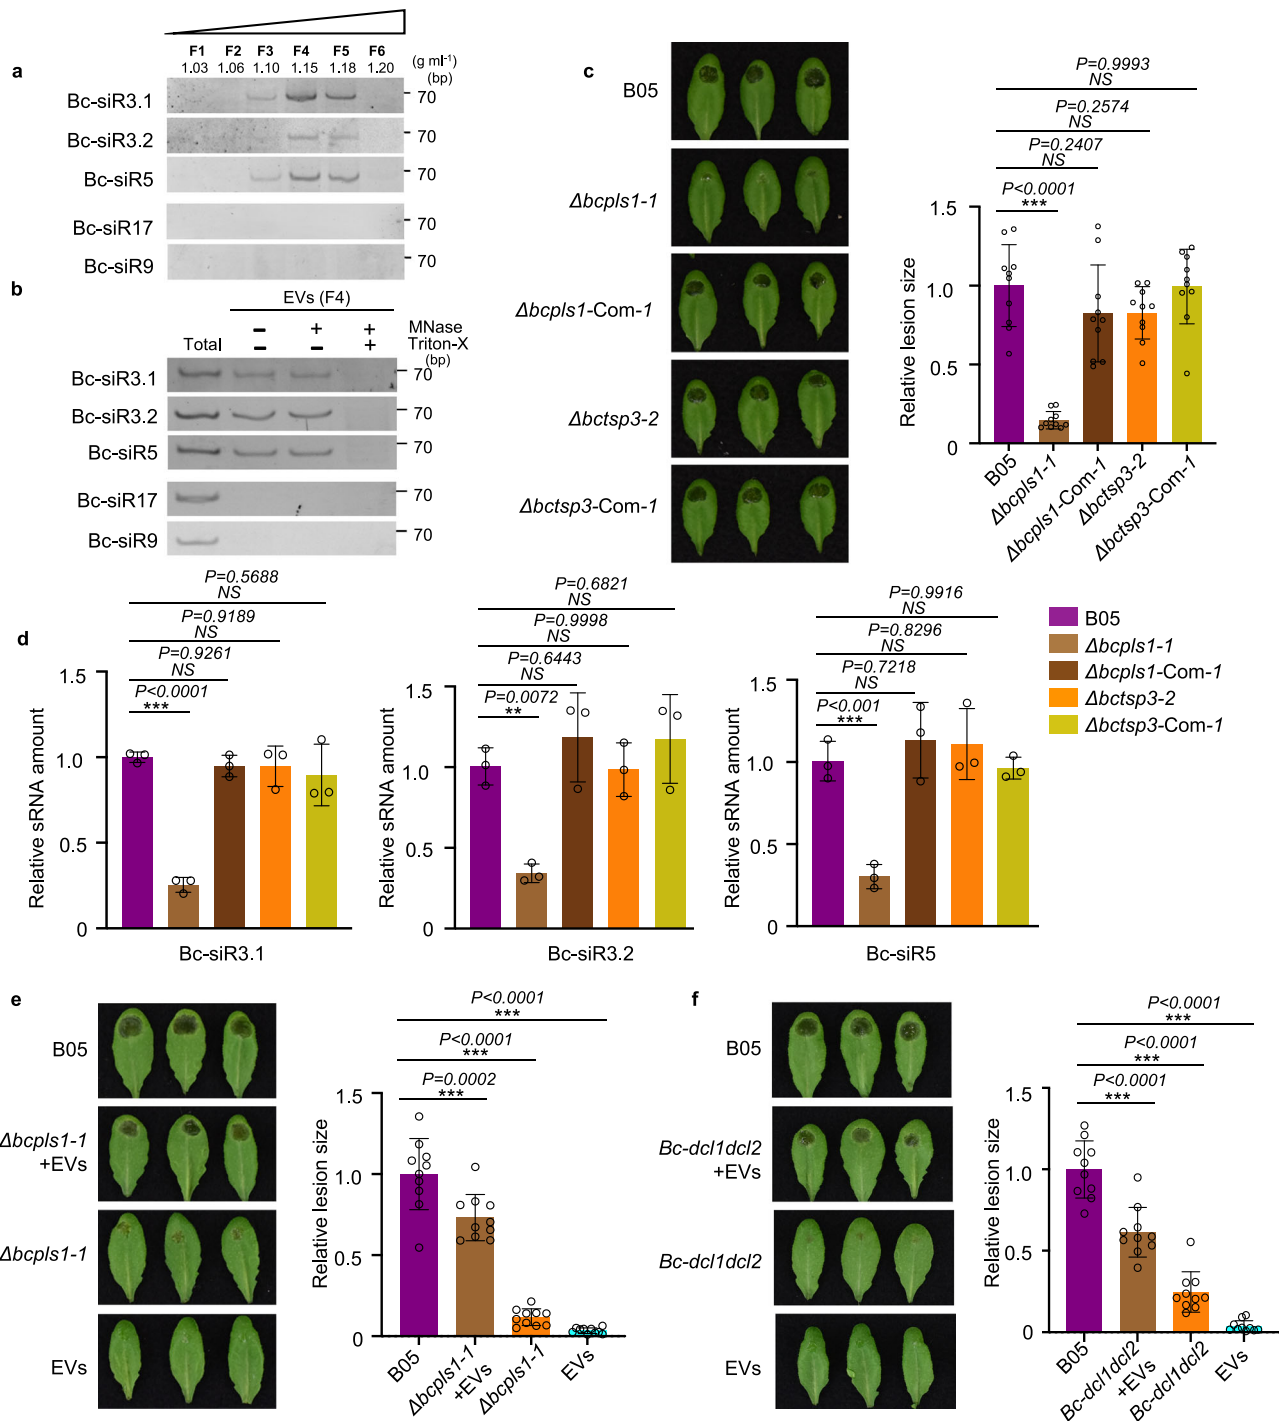 a
F1 F2 F3 F4 F5 F6
1.03 1.06 1.10 1.15 1.18 1.20 (g ml-1)
(bp)
Bc-siR3.1 70
Bc-siR3.2 70
Bc-siR5 70
Bc-siR17 70
Bc-siR9 70
b
EVs (F4)
− + + MNase
Total − − + Triton-X
(bp)
Bc-siR3.1 70
Bc-siR3.2 70
Bc-siR5 70
Bc-siR17 70
Bc-siR9 70
c
B05
Δbcpls1-1
Δbcpls1-Com-1
Δbctsp3-2
Δbctsp3-Com-1
P=0.9993
NS
P=0.2574
NS
P=0.2407
NS
P<0.0001
***
Relative lesion size
1.5
1.0
0.5
0
B05
Δbcpls1-1
Δbcpls1-Com-1
Δbctsp3-2
Δbctsp3-Com-1
d
P=0.5688
NS
P=0.9189
NS
P=0.9261
NS
P<0.0001
***
Relative sRNA amount
1.5
1.0
0.5
0
Bc-siR3.1
P=0.6821
NS
P=0.9998
NS
P=0.6443
NS
P=0.0072
**
Relative sRNA amount
1.5
1.0
0.5
0
Bc-siR3.2
P=0.9916
NS
P=0.8296
NS
P=0.7218
NS
P<0.001
***
Relative sRNA amount
1.5
1.0
0.5
0
Bc-siR5
B05
Δbcpls1-1
Δbcpls1-Com-1
Δbctsp3-2
Δbctsp3-Com-1
e
B05
Δbcpls1-1
+EVs
Δbcpls1-1
EVs
P<0.0001
***
P<0.0001
***
P=0.0002
***
Relative lesion size
1.5
1.0
0.5
0
B05
Δbcpls1-1
+EVs
Δbcpls1-1
EVs
f
B05
Bc-dcl1dcl2
+EVs
Bc-dcl1dcl2
EVs
P<0.0001
***
P<0.0001
***
P<0.0001
***
Relative lesion size
1.5
1.0
0.5
0
B05
Bc-dcl1dcl2
+EVs
Bc-dcl1dcl2
EVs